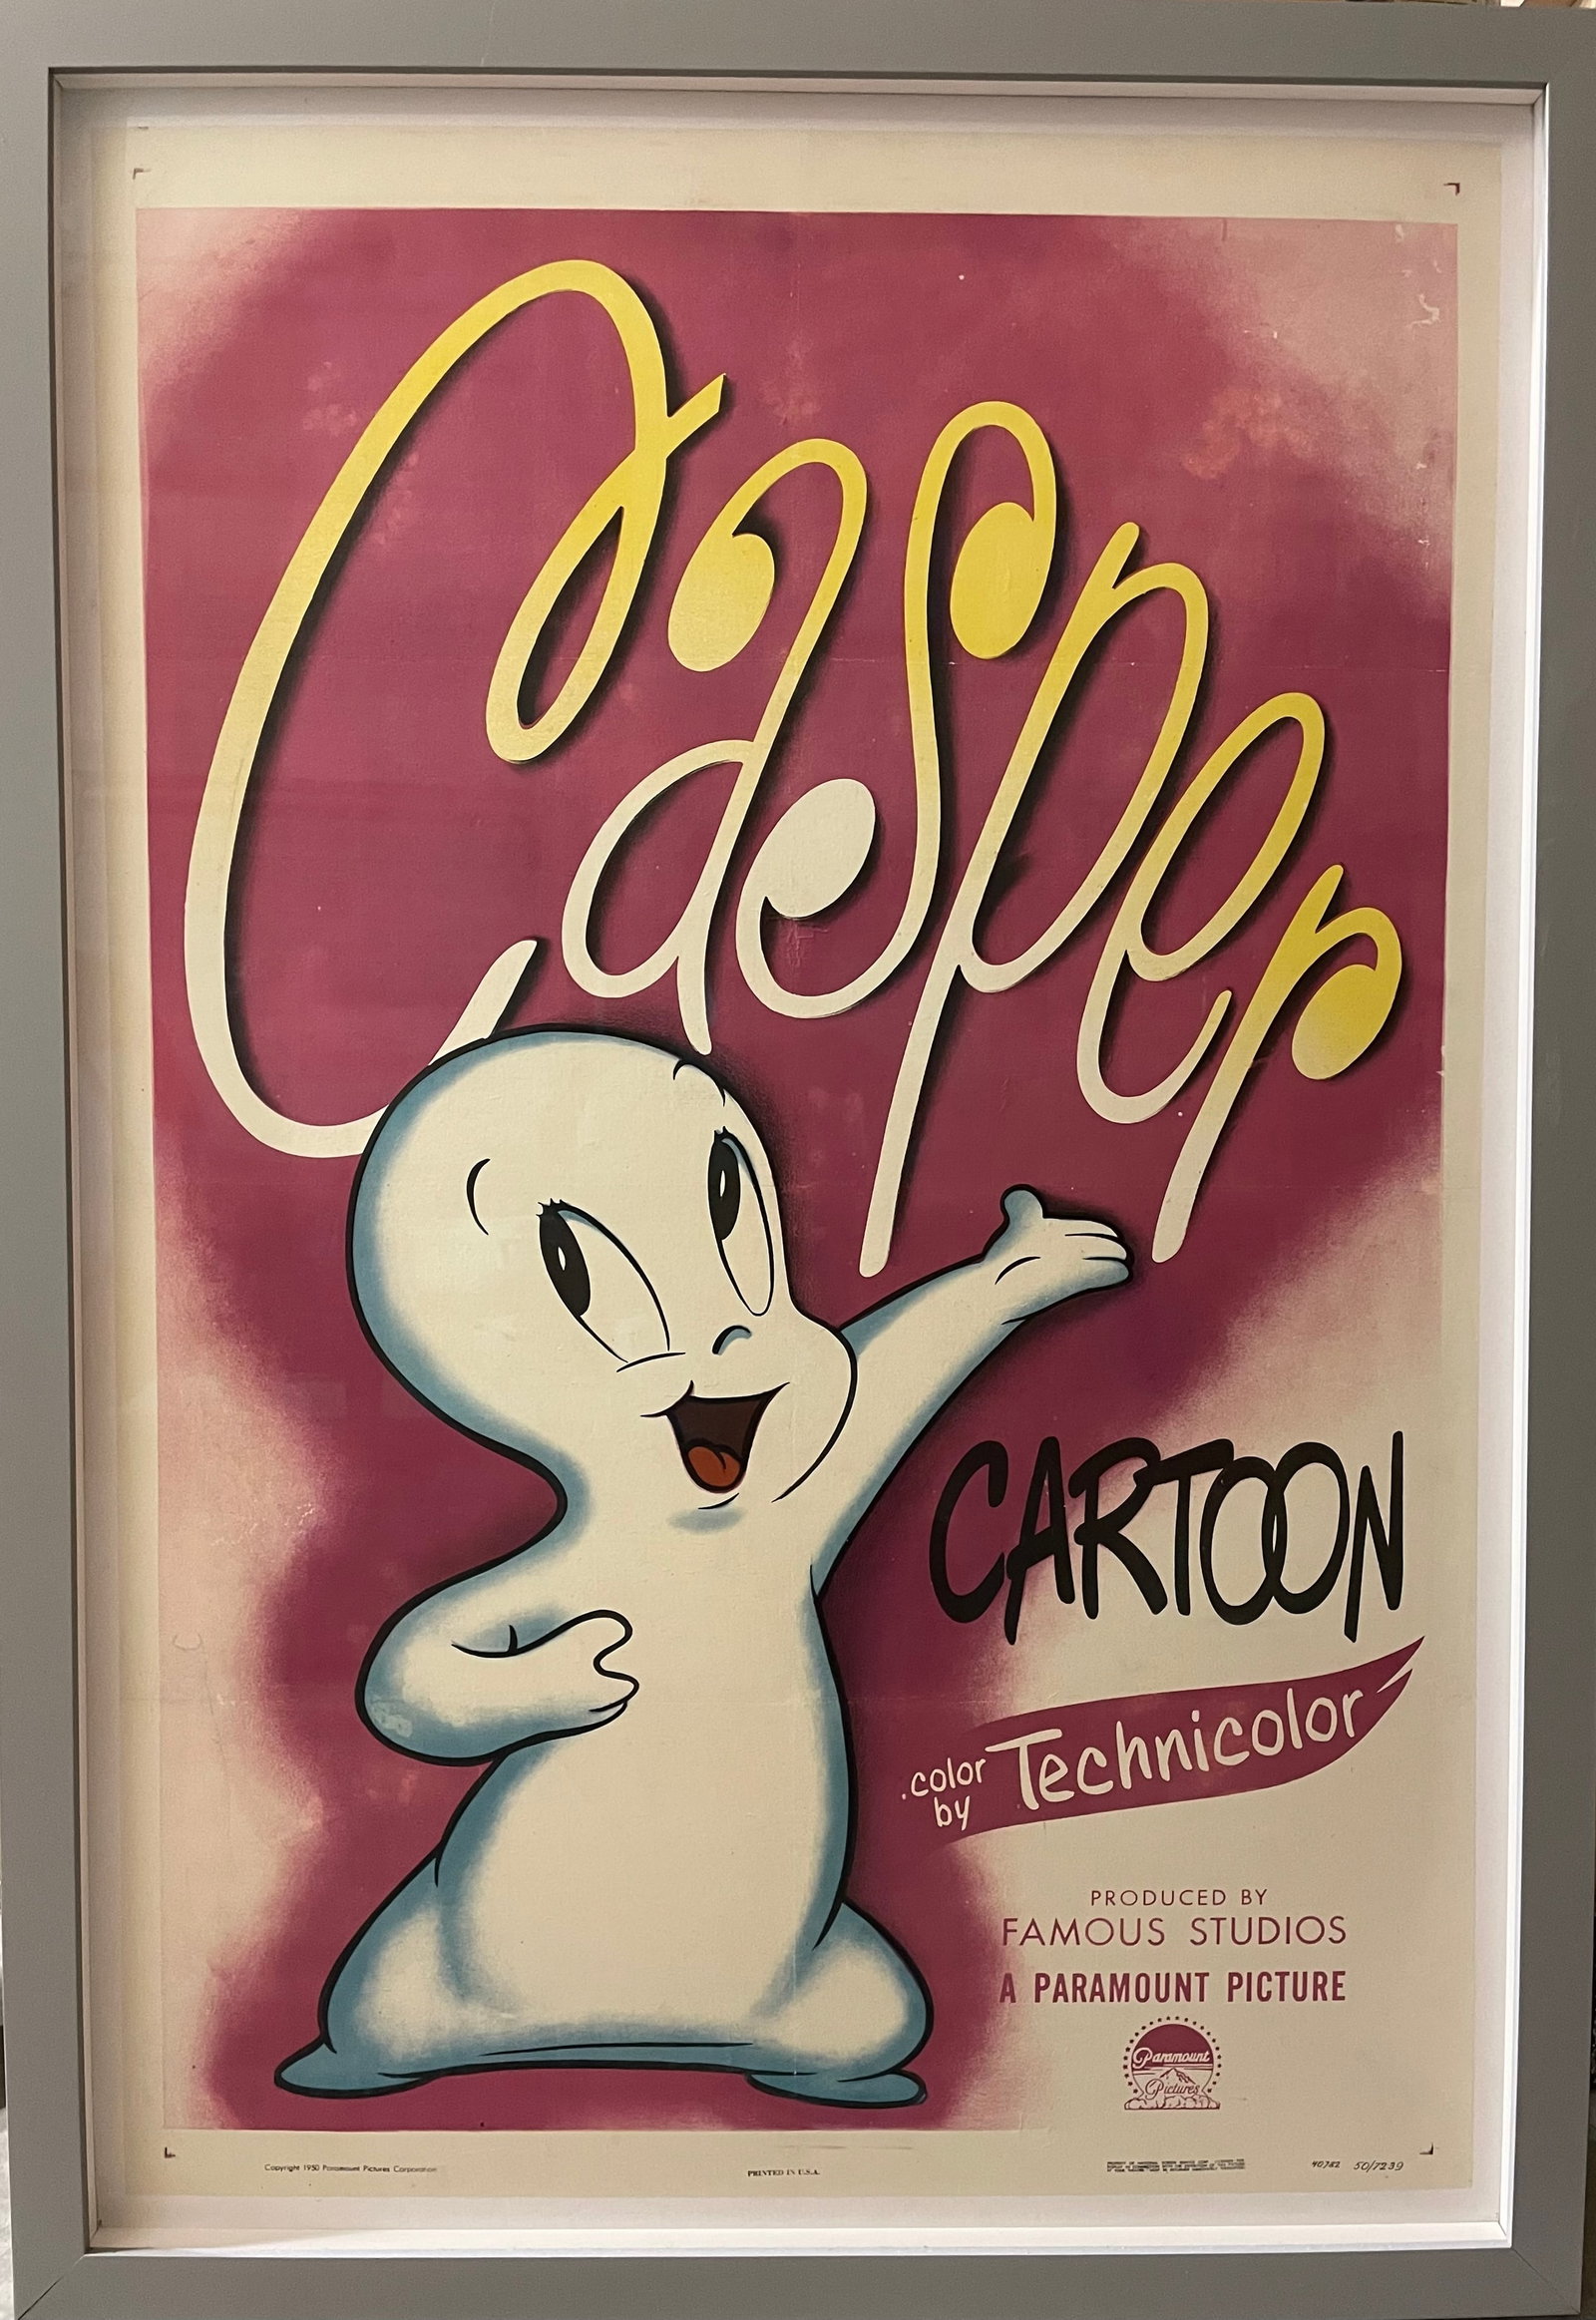 Casper
CARTOON
color
by
Technicolor
PRODUCED BY
FAMOUS STUDIOS
A PARAMOUNT PICTURE
Paramount
Pictures
Copyright 1950 Paramount Pictures Corporation
PRINTED IN U.S.A.
50/7239